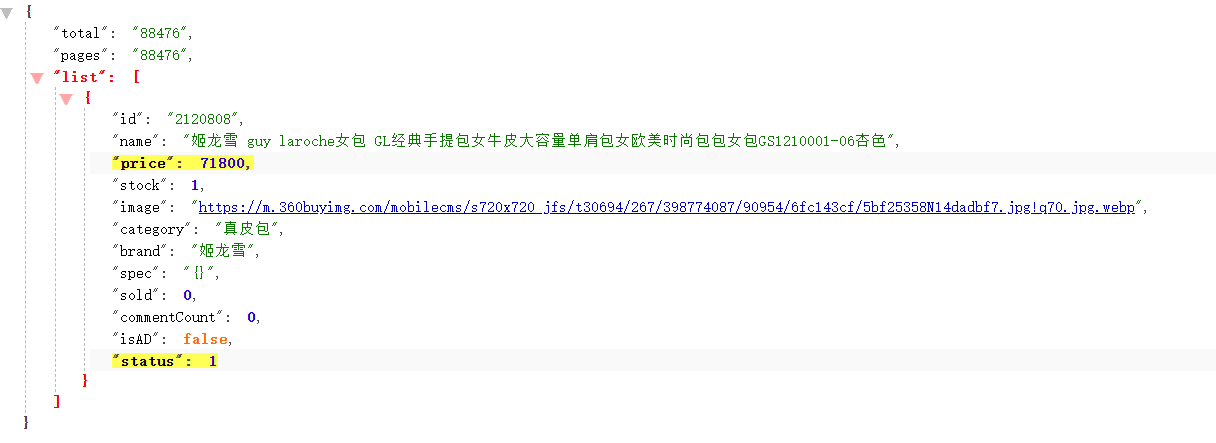 {
"total": "88476",
"pages": "88476",
"list": [
{
"id": "2120808",
"name": "姬龙雪 guy laroche女包 GL经典手提包女牛皮大容量单肩包女欧美时尚包包女包GS1210001-06杏色",
"price": 71800,
"stock": 1,
"image": "https://m.360buyimg.com/mobilecms/s720x720_jfs/t30694/267/398774087/90954/6fc143cf/5bf25358N14dadbf7.jpg!q70.jpg.webp",
"category": "真皮包",
"brand": "姬龙雪",
"spec": "{}",
"sold": 0,
"commentCount": 0,
"isAD": false,
"status": 1
}
]
}